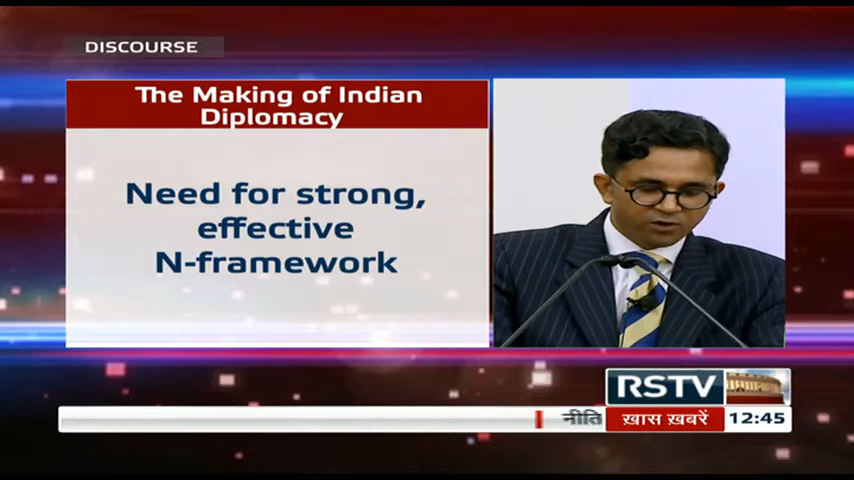 DISCOURSE
The Making of Indian
Diplomacy
Need for strong,
effective
N-framework
RSTV
नीति
ख़ास ख़बरें
12:45